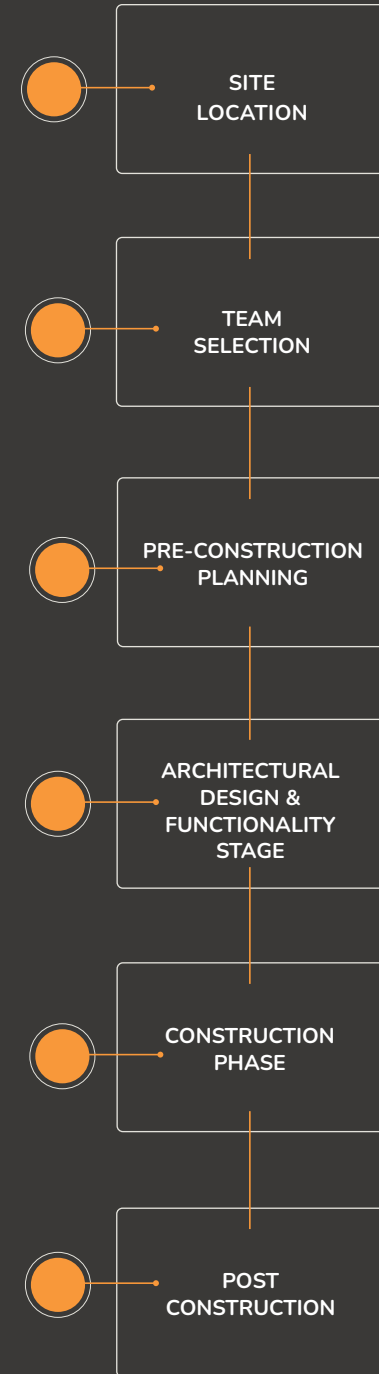 SITE
LOCATION
TEAM
SELECTION
PRE-CONSTRUCTION
PLANNING
ARCHITECTURAL
DESIGN &
FUNCTIONALITY
STAGE
CONSTRUCTION
PHASE
POST
CONSTRUCTION